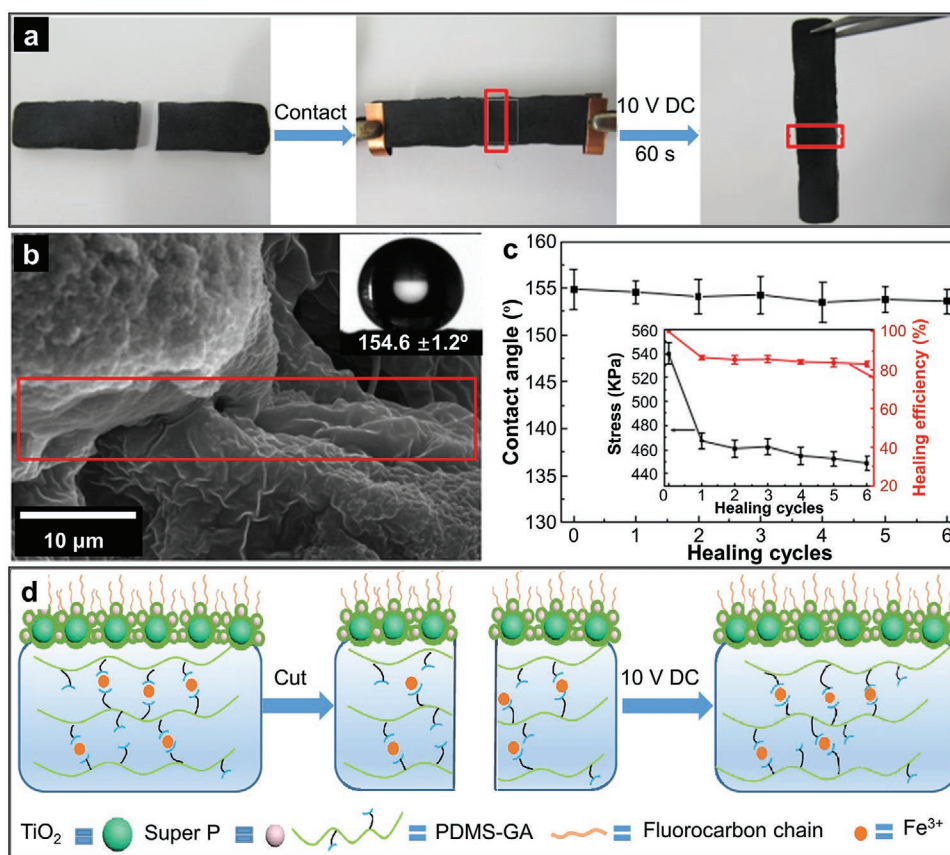 a
Contact
10 V DC
60 s
b
154.6 ±1.2º
10 µm
c
Contact angle (°)
160
155
150
145
140
135
130
0 1 2 3 4 5 6
Healing cycles
Stress (KPa)
560
540
520
500
480
460
440
Healing efficiency (%)
100
80
60
40
20
0 1 2 3 4 5 6
Healing cycles
d
Cut
10 V DC
TiO₂ Super P PDMS-GA Fluorocarbon chain Fe³⁺